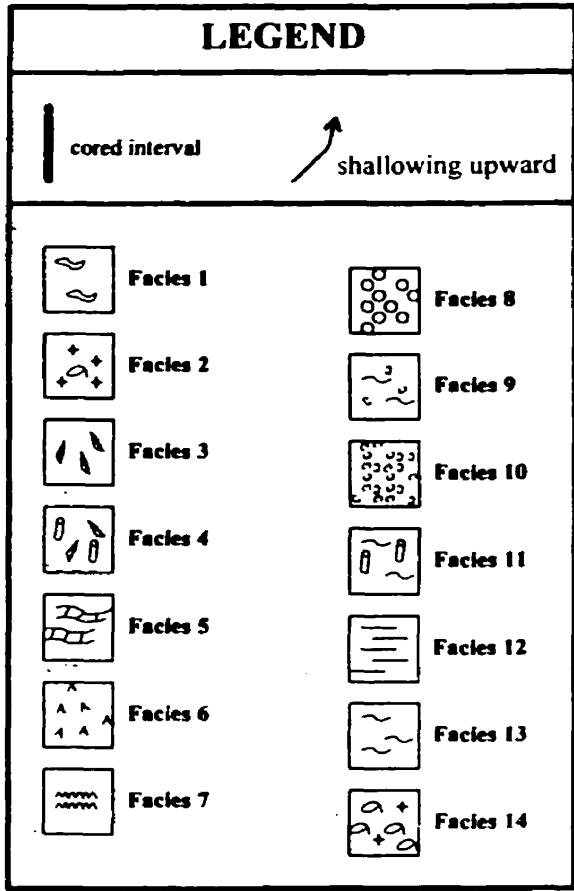 LEGEND
cored interval
shallowing upward
Facies 1
Facies 2
Facies 3
Facies 4
Facies 5
Facies 6
Facies 7
Facies 8
Facies 9
Facies 10
Facies 11
Facies 12
Facies 13
Facies 14